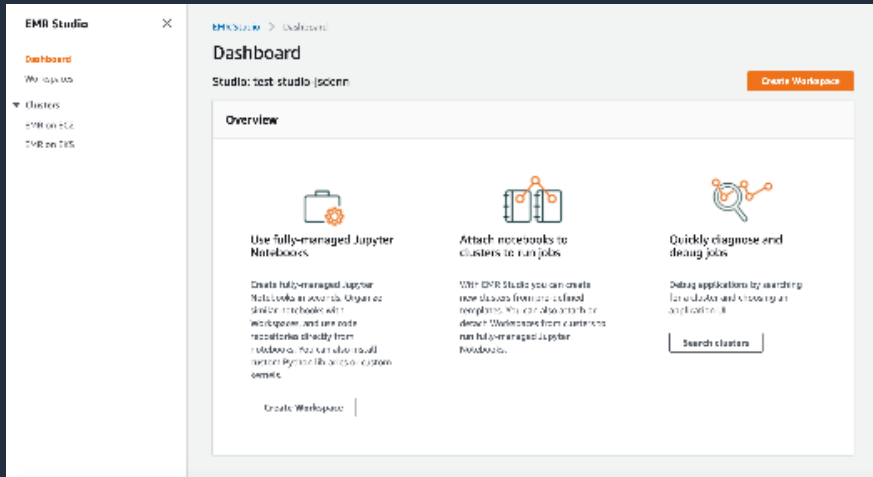 EMR Studio
Dashboard
Workspaces
Clusters
EMR on EC2
EMR on EKS
EMR Studio > Dashboard
Dashboard
Studio: test-studio-
Create Workspace
Overview
Use fully-managed Jupyter
Notebooks
Create fully-managed Jupyter
Notebooks in seconds. Organize
similar notebooks with
Workspaces, and use code
repositories directly from
notebooks. You can also install
custom Python libraries or custom
kernels.
Create Workspace
Attach notebooks to
clusters to run jobs
With EMR Studio you can create
new clusters from pre-defined
templates. You can also attach or
detach Workspaces from clusters to
run fully-managed Jupyter
Notebooks.
Quickly diagnose and
debug jobs
Debug applications by searching
for a cluster and choosing an
application UI.
Search clusters